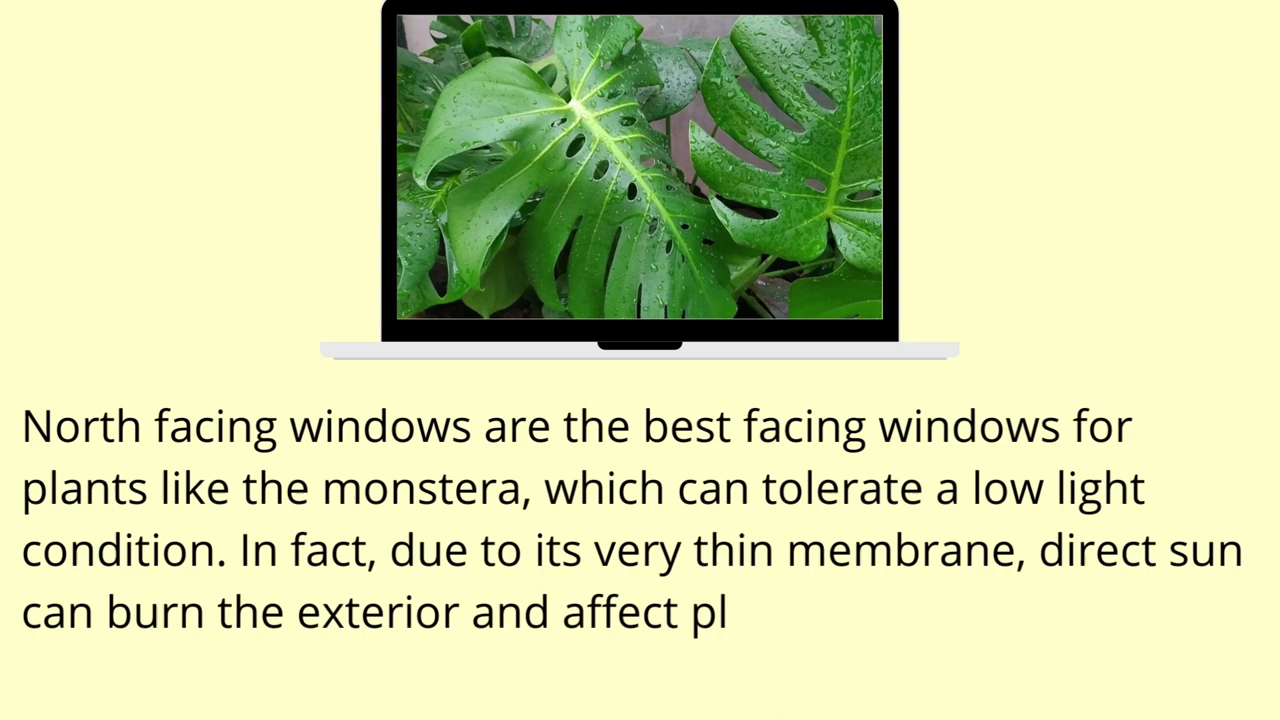 North facing windows are the best facing windows for
plants like the monstera, which can tolerate a low light
condition. In fact, due to its very thin membrane, direct sun
can burn the exterior and affect pl